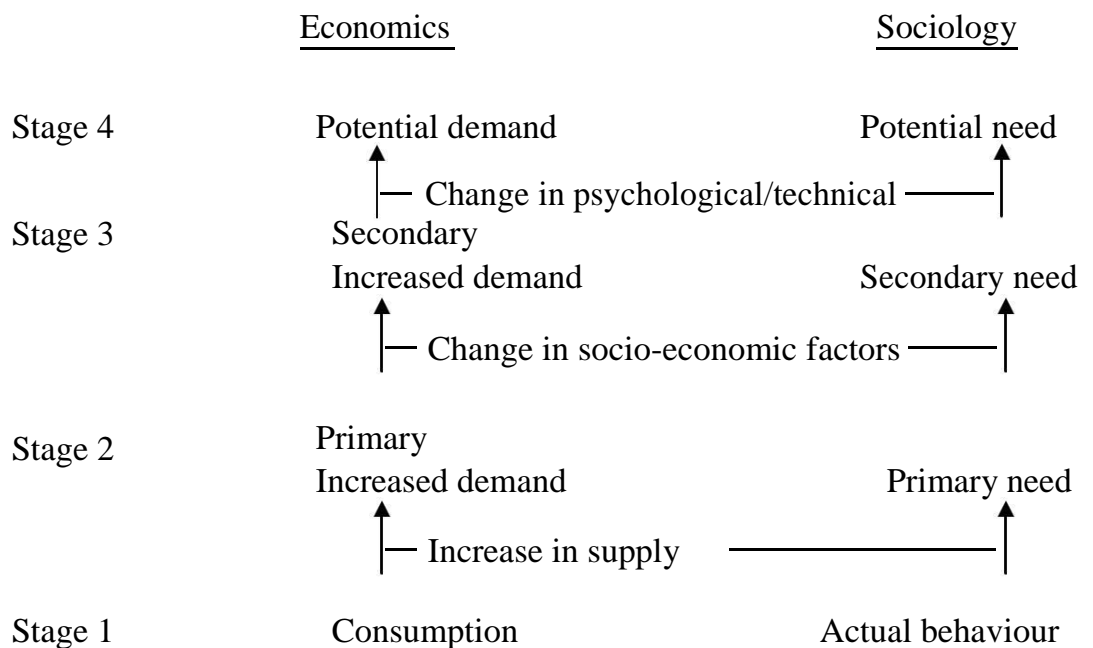 Economics Sociology
Stage 4 Potential demand Potential need
Change in psychological/technical
Stage 3 Secondary
Increased demand Secondary need
Change in socio-economic factors
Stage 2 Primary
Increased demand Primary need
Increase in supply
Stage 1 Consumption Actual behaviour